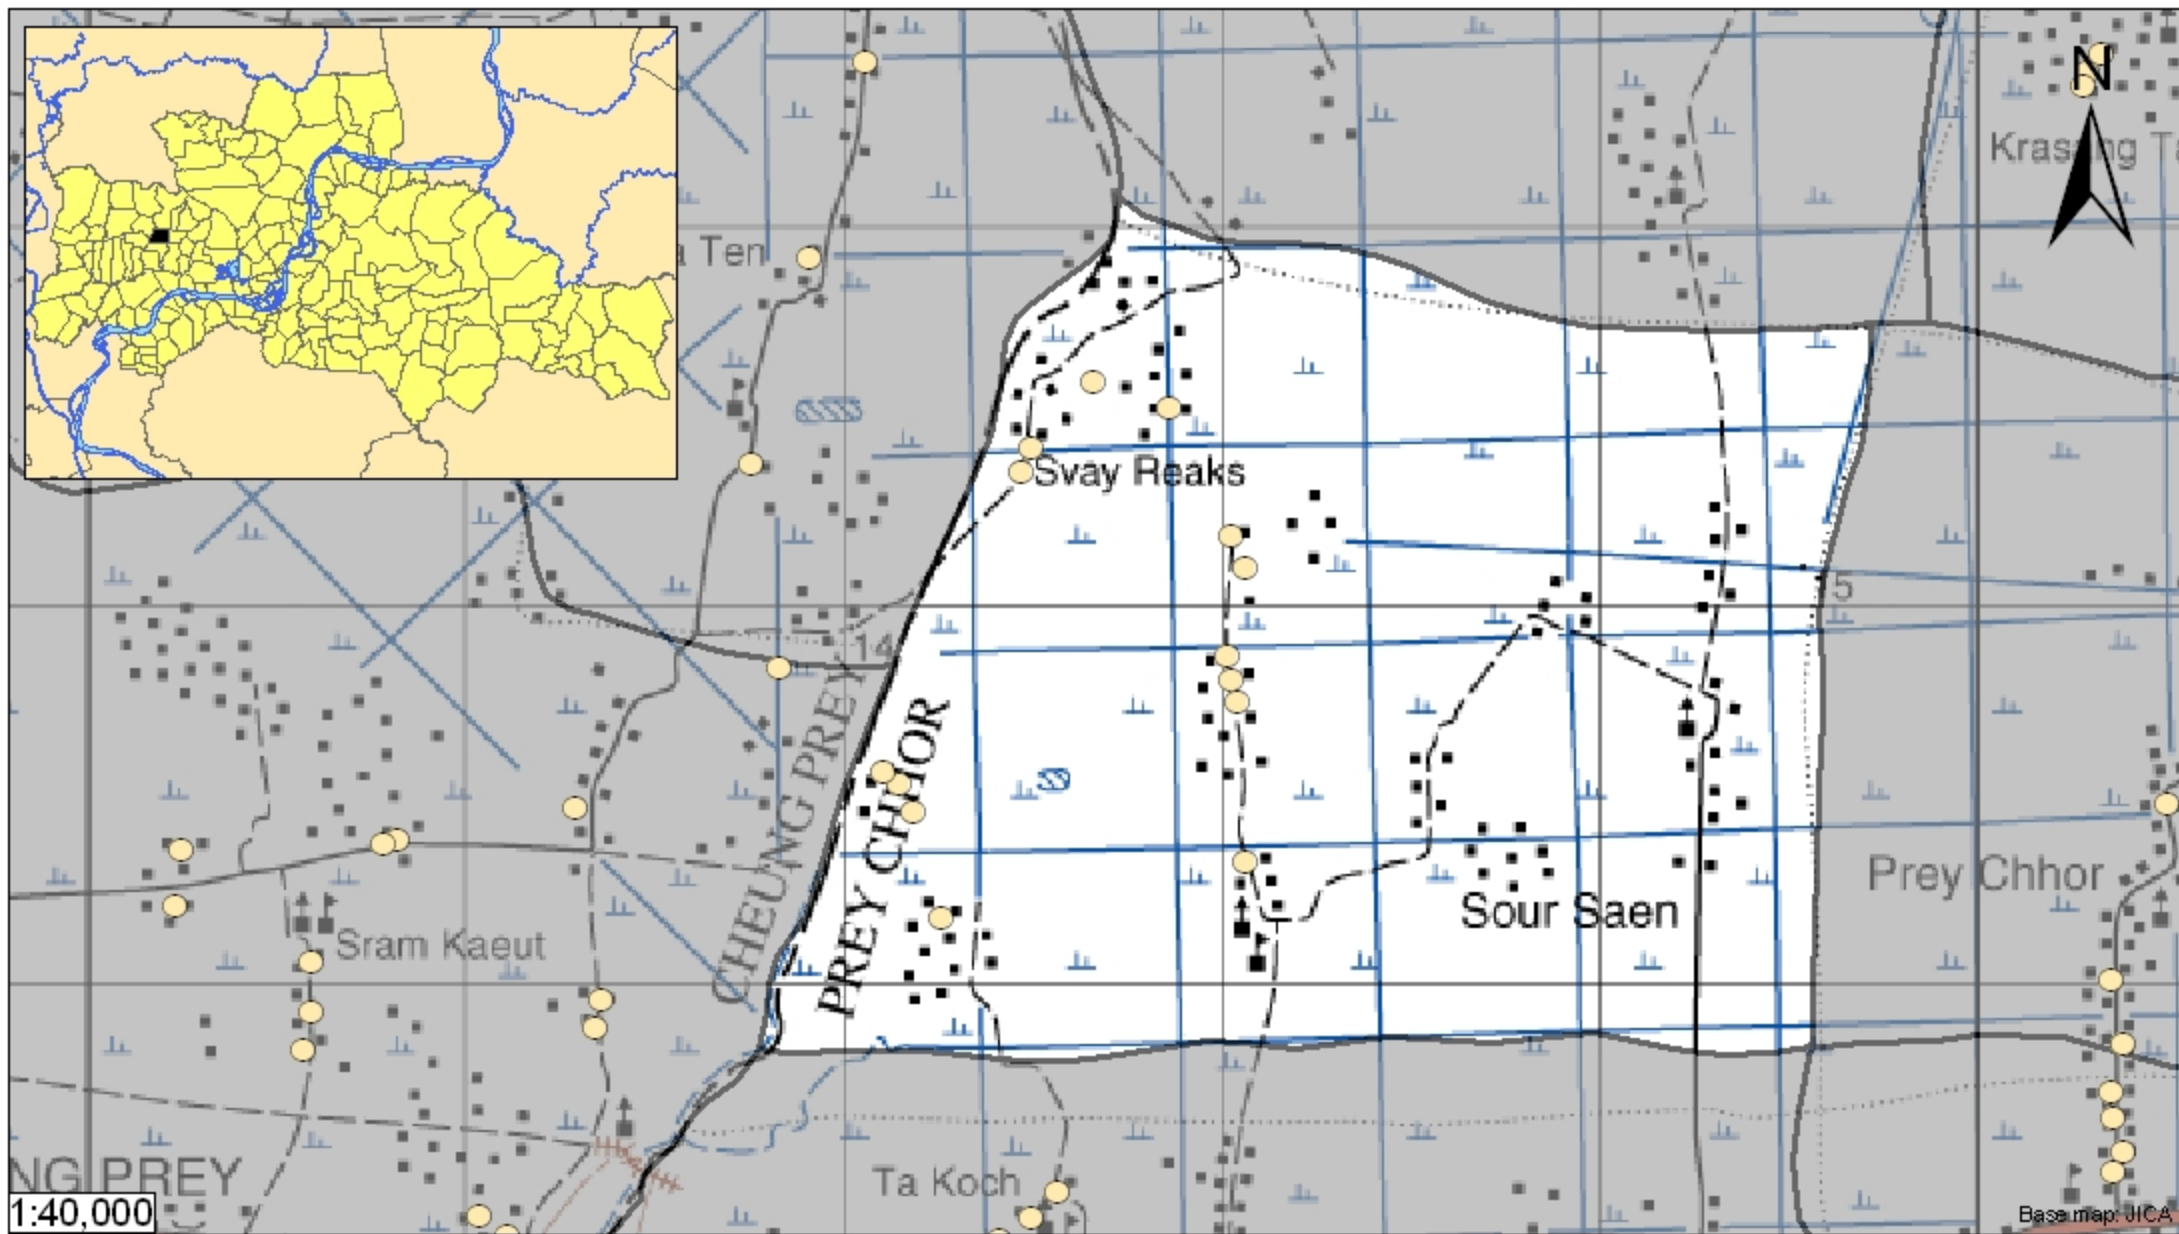 N
Krasang T
a Ten
Svay Reaks
5
14
CHEUNG PREY
PREY CHHOR
Prey Chhor
Sour Saen
Sram Kaeut
NG PREY
Ta Koch
1:40,000
Base map: JICA